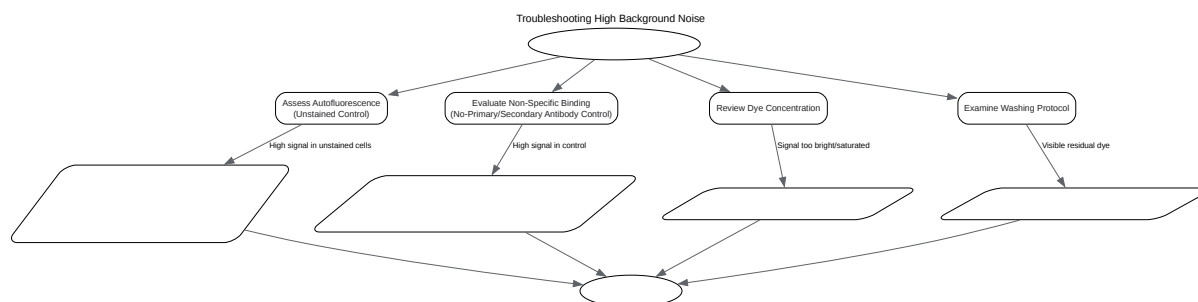 Troubleshooting High Background Noise
Assess Autofluorescence
(Unstained Control)
Evaluate Non-Specific Binding
(No-Primary/Secondary Antibody Control)
Review Dye Concentration
Examine Washing Protocol
High signal in unstained cells
High signal in control
Signal too bright/saturated
Visible residual dye